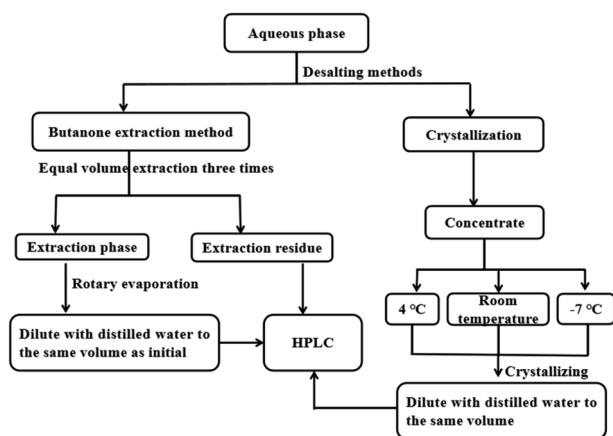 Aqueous phase
Desalting methods
Butanone extraction method
Crystallization
Equal volume extraction three times
Concentrate
Extraction phase
Extraction residue
Rotary evaporation
4 °C
Room
temperature
-7 °C
Dilute with distilled water to
the same volume as initial
HPLC
Crystallizing
Dilute with distilled water to
the same volume